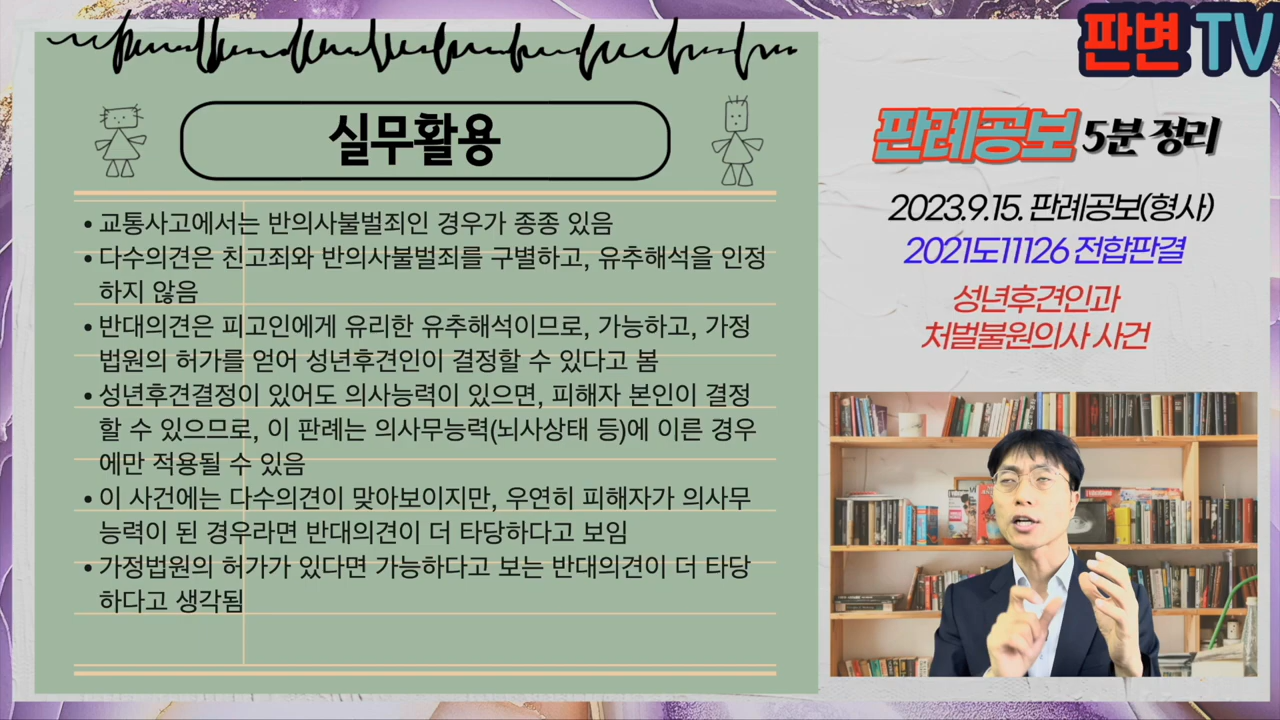 판변 TV
실무활용
• 교통사고에서는 반의사불벌죄인 경우가 종종 있음
• 다수의견은 친고죄와 반의사불벌죄를 구별하고, 유추해석을 인정
하지 않음
• 반대의견은 피고인에게 유리한 유추해석이므로, 가능하고, 가정
법원의 허가를 얻어 성년후견인이 결정할 수 있다고 봄
• 성년후견결정이 있어도 의사능력이 있으면, 피해자 본인이 결정
할 수 있으므로, 이 판례는 의사무능력(뇌사상태 등)에 이른 경우
에만 적용될 수 있음
• 이 사건에는 다수의견이 맞아보이지만, 우연히 피해자가 의사무
능력이 된 경우라면 반대의견이 더 타당하다고 보임
• 가정법원의 허가가 있다면 가능하다고 보는 반대의견이 더 타당
하다고 생각됨
판례공보 5분 정리
2023.9.15. 판례공보(형사)
2021도11126 전합판결
성년후견인과
처벌불원의사 사건